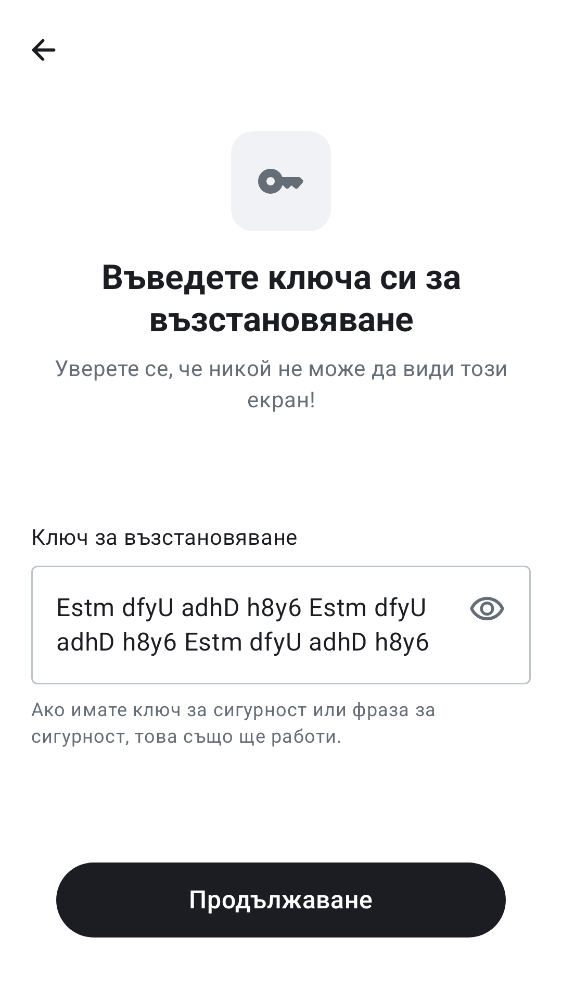 Въведете ключа си за
възстановяване
Уверете се, че никой не може да види този
екран!
Ключ за възстановяване
Estm dfyU adhD h8y6 Estm dfyU
adhD h8y6 Estm dfyU adhD h8y6
Ако имате ключ за сигурност или фраза за
сигурност, това също ще работи.
Продължаване